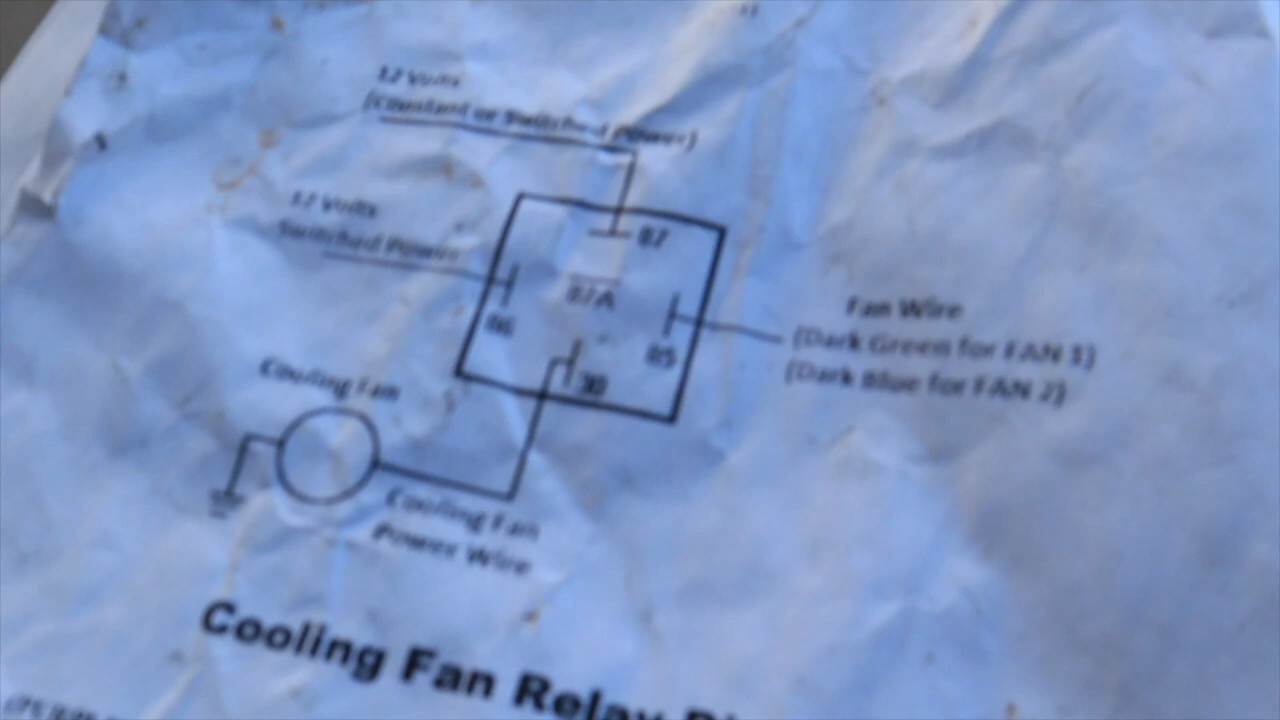 12 Volts
(Constant or Switched Power)
12 Volts
Switched Power
87
87A
86
85
30
Fan Wire
(Dark Green for FAN 1)
(Dark Blue for FAN 2)
Cooling Fan
Cooling Fan
Power Wire
Cooling Fan Relay